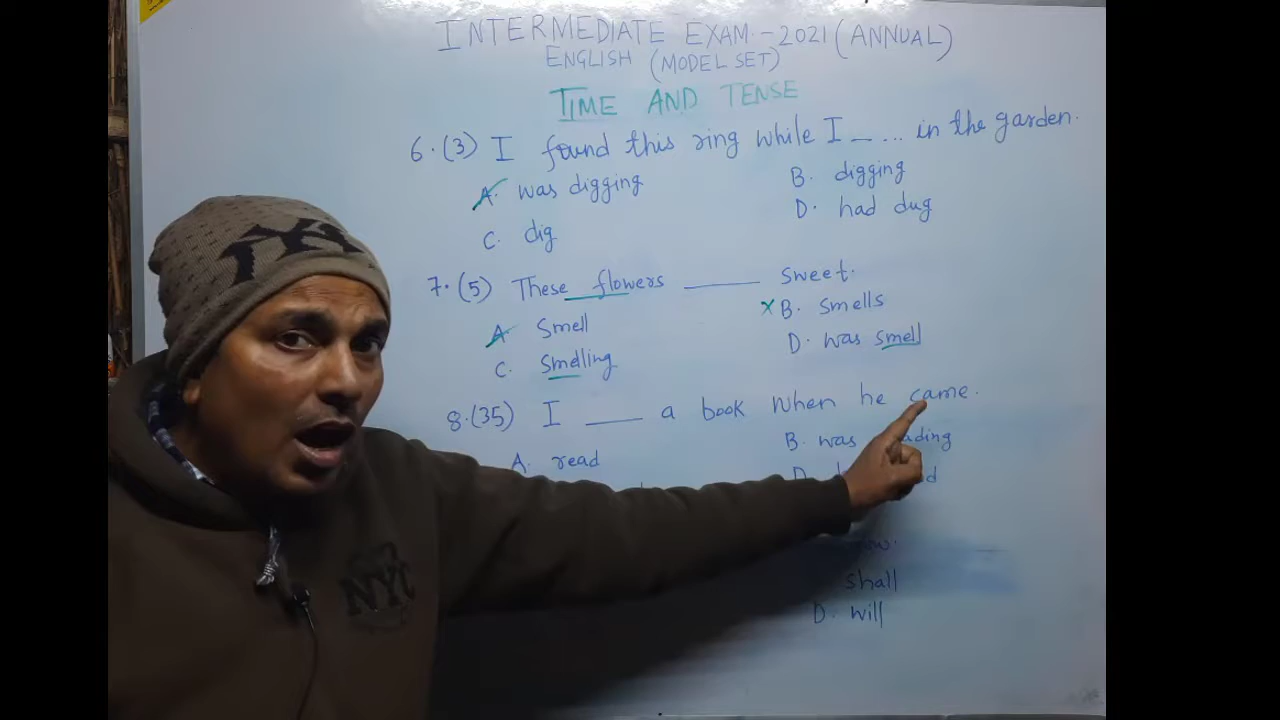 INTERMEDIATE EXAM - 2021 (ANNUAL)
ENGLISH (MODEL SET)
TIME AND TENSE
6. (3) I found this ring while I _ ... in the garden.
A. was digging B. digging
C. dig D. had dug
7. (5) These flowers ____ sweet.
A Smell X B. Smells
C. Smelling D. was smell
8. (35) I ____ a book when he came.
A. read B. was
D.
shall
D. will
NYC